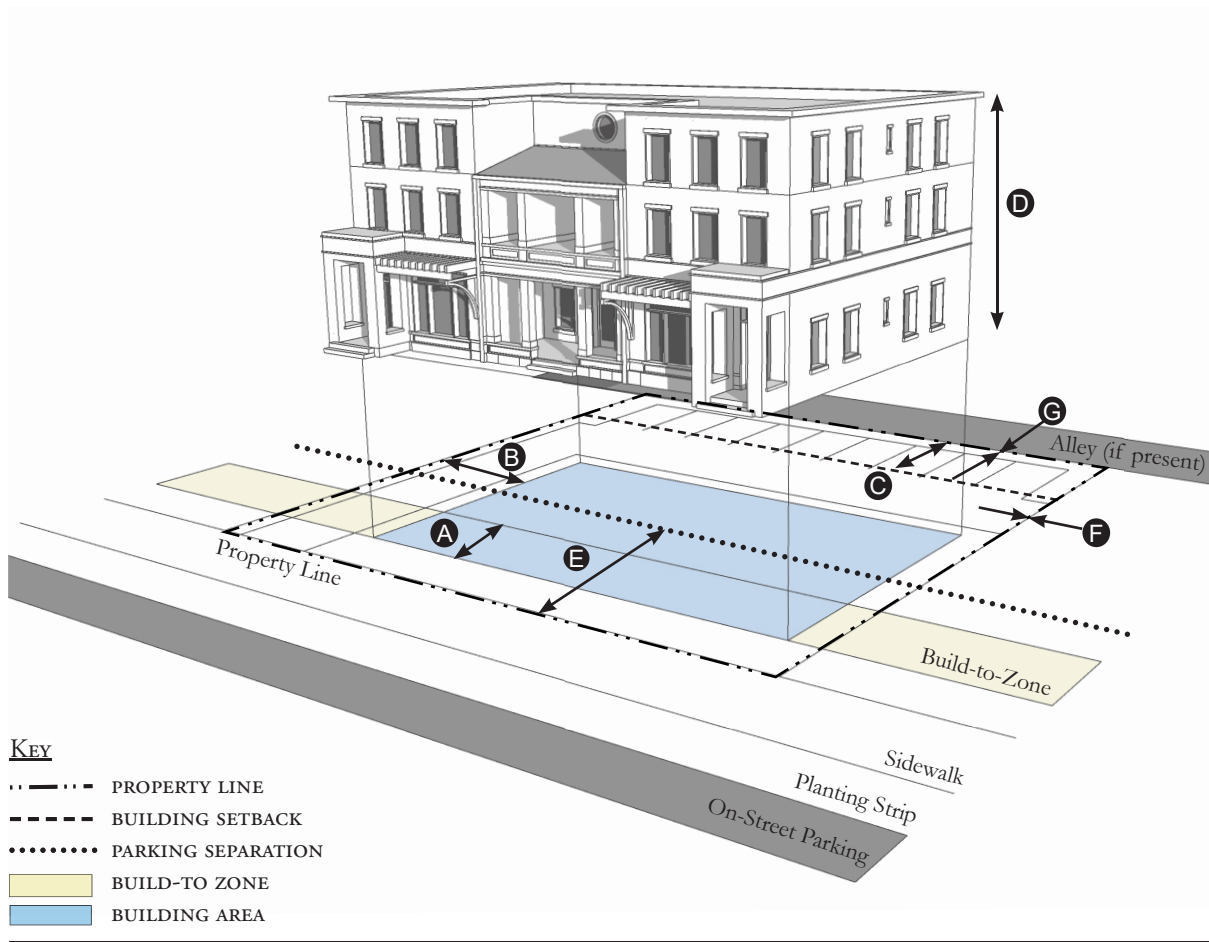 D
G
Alley (if present)
B
C
F
A
E
Property Line
Build-to-Zone
Sidewalk
Planting Strip
On-Street Parking
KEY
PROPERTY LINE
BUILDING SETBACK
PARKING SEPARATION
BUILD-TO ZONE
BUILDING AREA